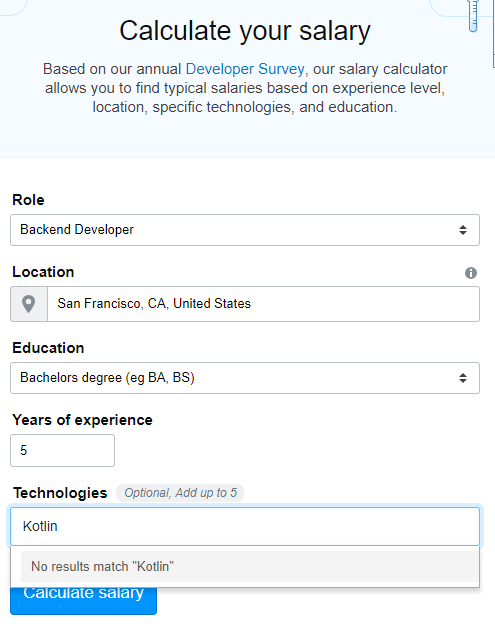 Calculate your salary
Based on our annual Developer Survey, our salary calculator
allows you to find typical salaries based on experience level,
location, specific technologies, and education.
Role
Backend Developer
Location
San Francisco, CA, United States
Education
Bachelors degree (eg BA, BS)
Years of experience
5
Technologies Optional, Add up to 5
Kotlin
No results match "Kotlin"
Calculate salary